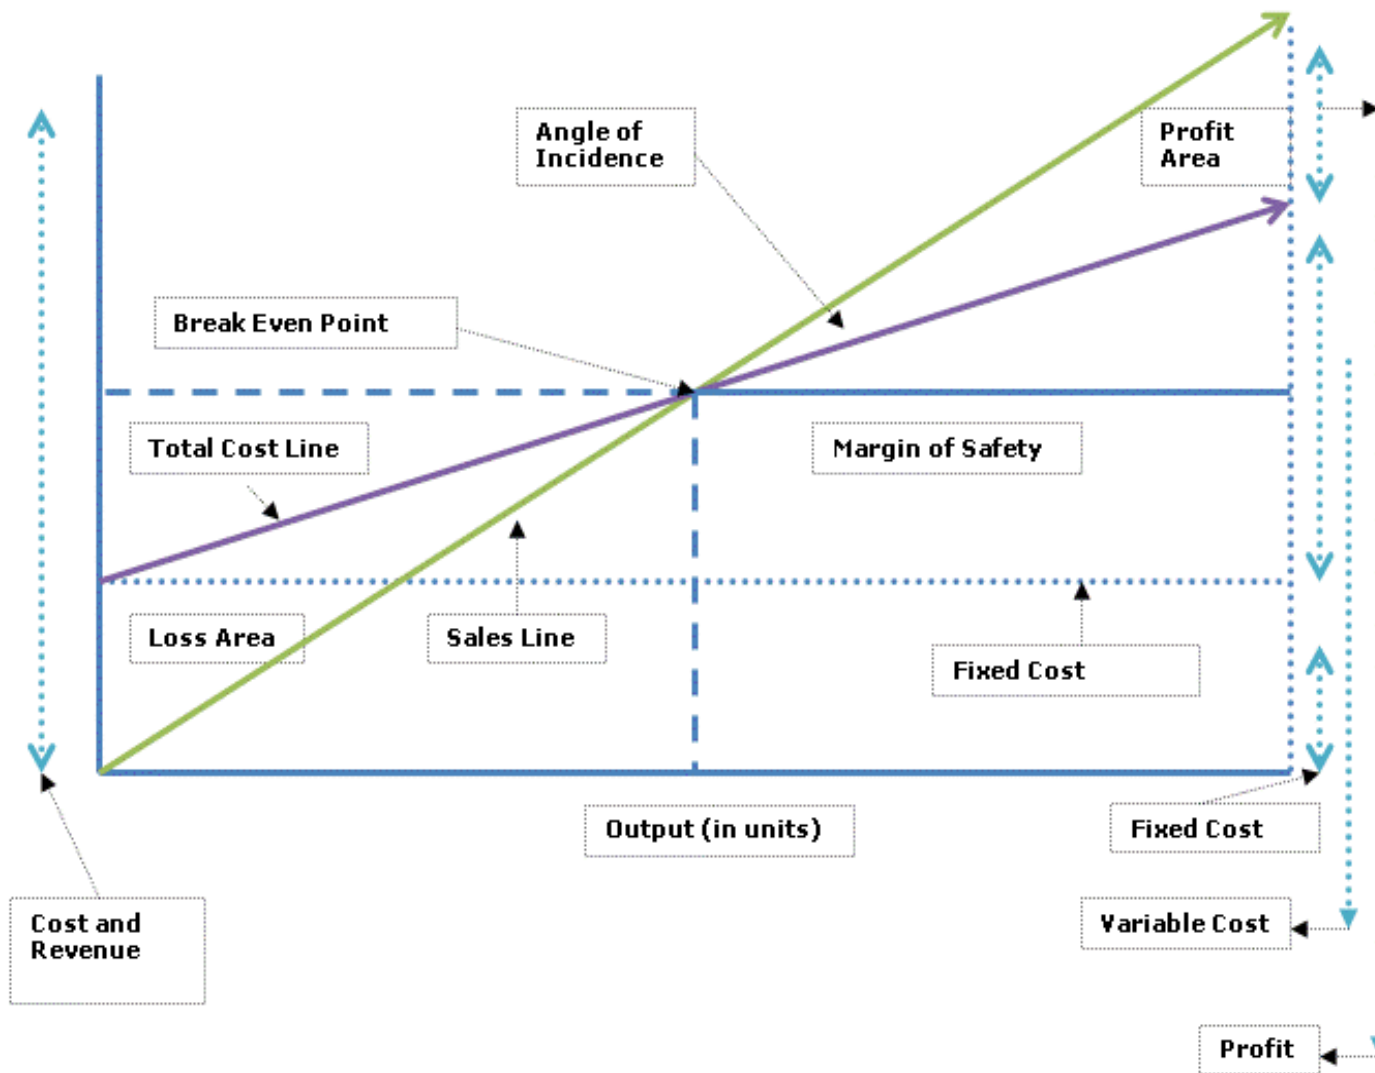 Angle of
Incidence
Profit
Area
Break Even Point
Total Cost Line
Margin of Safety
Loss Area
Sales Line
Fixed Cost
Output (in units)
Fixed Cost
Cost and
Revenue
Variable Cost
Profit